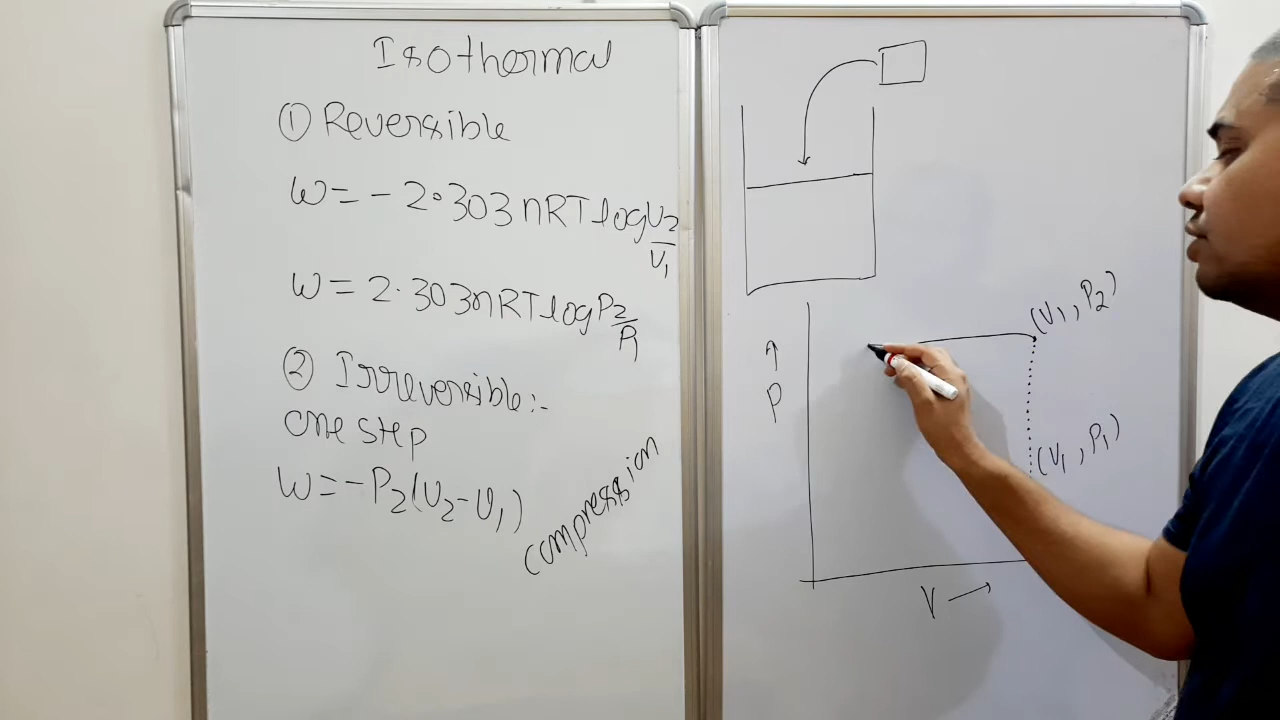 Isothermal
① Reversible
W = - 2.303 nRT log V2/V1
W = 2.303 nRT log P2/P1
② Irreversible:-
one step
W = -P2(V2-V1)
compression
(V1, P2)
↑
P
(V1, P1)
V →